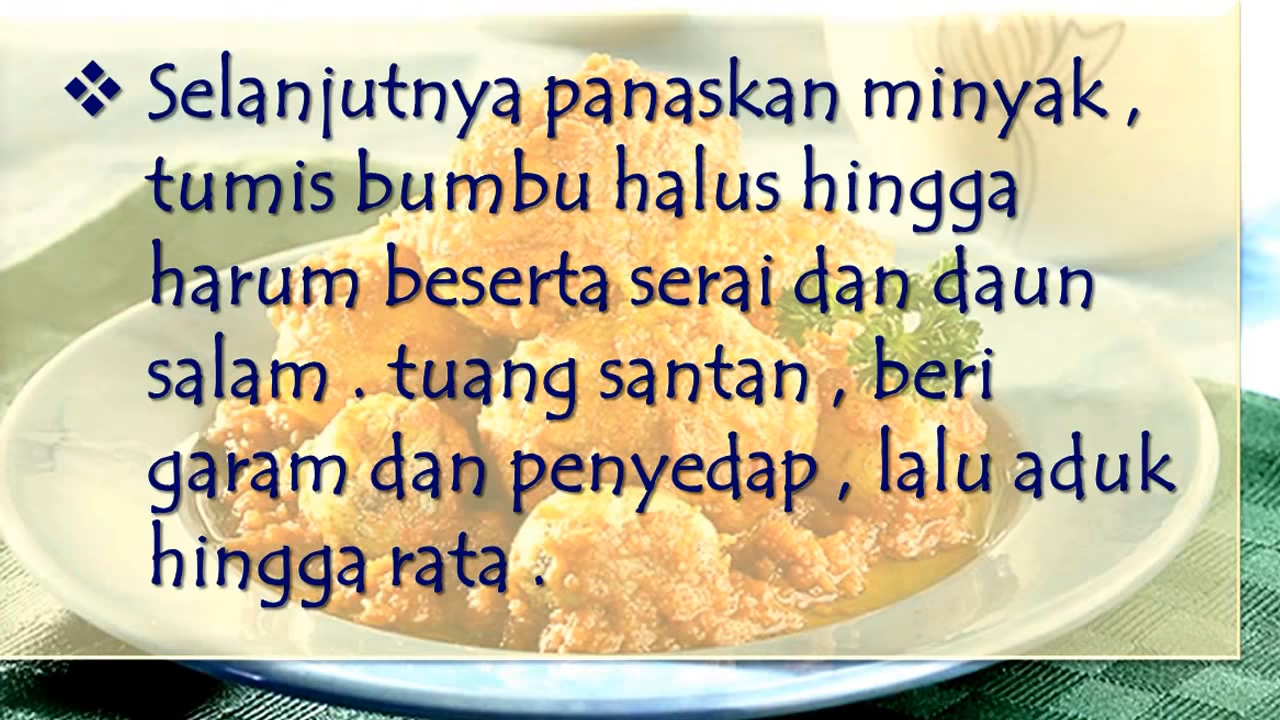 ❖ Selanjutnya panaskan minyak ,
tumis bumbu halus hingga
harum beserta serai dan daun
salam . tuang santan , beri
garam dan penyedap , lalu aduk
hingga rata .